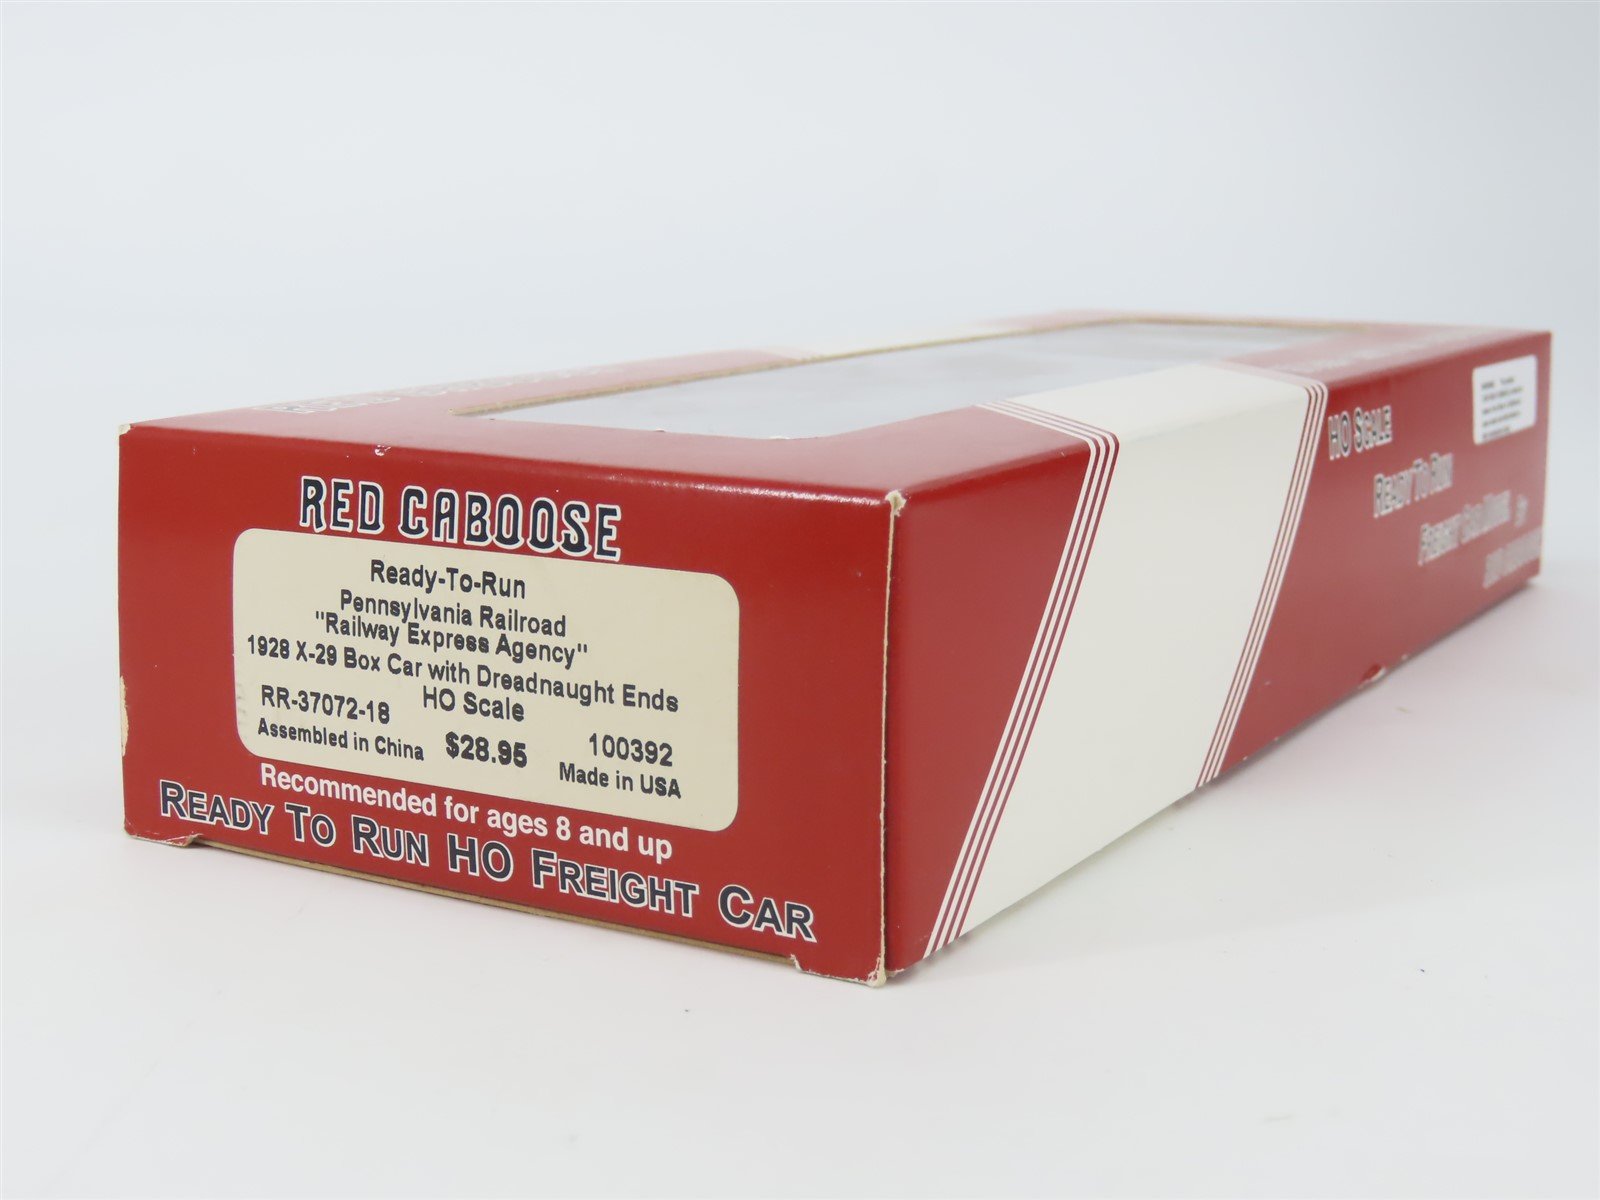 RED CABOOSE
Ready-To-Run
Pennsylvania Railroad
"Railway Express Agency"
1928 X-29 Box Car with Dreadnaught Ends
RR-37072-18 HO Scale
Assembled in China $28.95 100392
Made in USA
Recommended for ages 8 and up
READY TO RUN HO FREIGHT CAR
HO SCALE
READY TO RUN
FREIGHT CAR